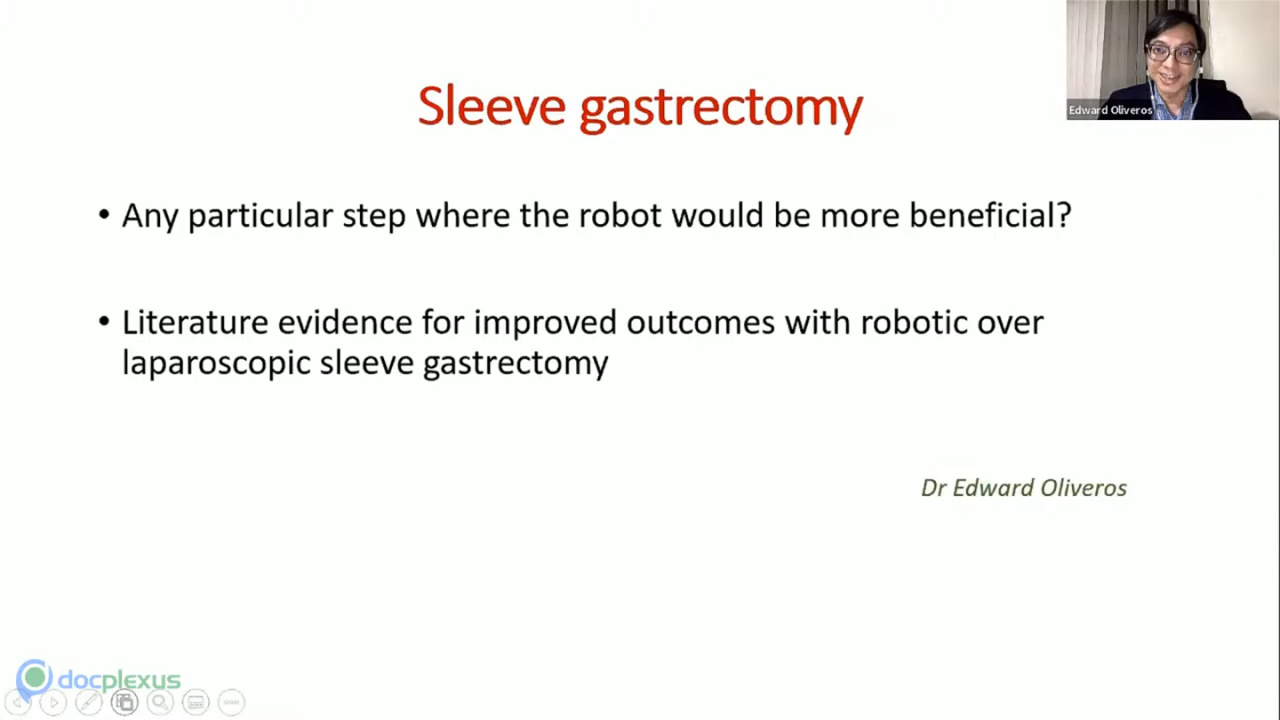 Edward Oliveros
Sleeve gastrectomy
• Any particular step where the robot would be more beneficial?
• Literature evidence for improved outcomes with robotic over
laparoscopic sleeve gastrectomy
Dr Edward Oliveros
docplexus